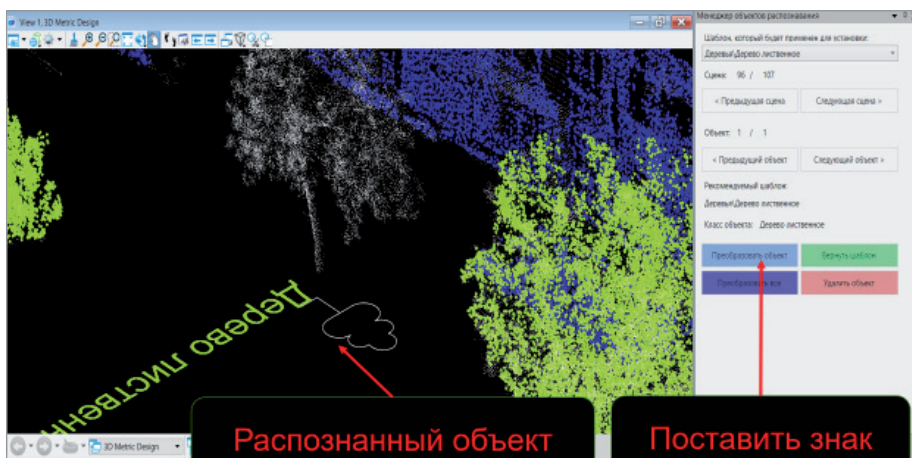 View 1, 3D Metric Design
Менеджер объектов распознавания
Шаблон, который будет применен для установки:
Деревья\Дерево лиственное
Сцена: 96 / 107
< Предыдущая сцена
Следующая сцена >
Объект: 1 / 1
< Предыдущий объект
Следующий объект >
Рекомендуемый шаблон:
Деревья\Дерево лиственное
Класс объекта: Дерево лиственное
Преобразовать объект
Вернуть шаблон
Преобразовать все
Удалить объект
Дерево лиственн
3D Metric Design
Распознанный объект
Поставить знак